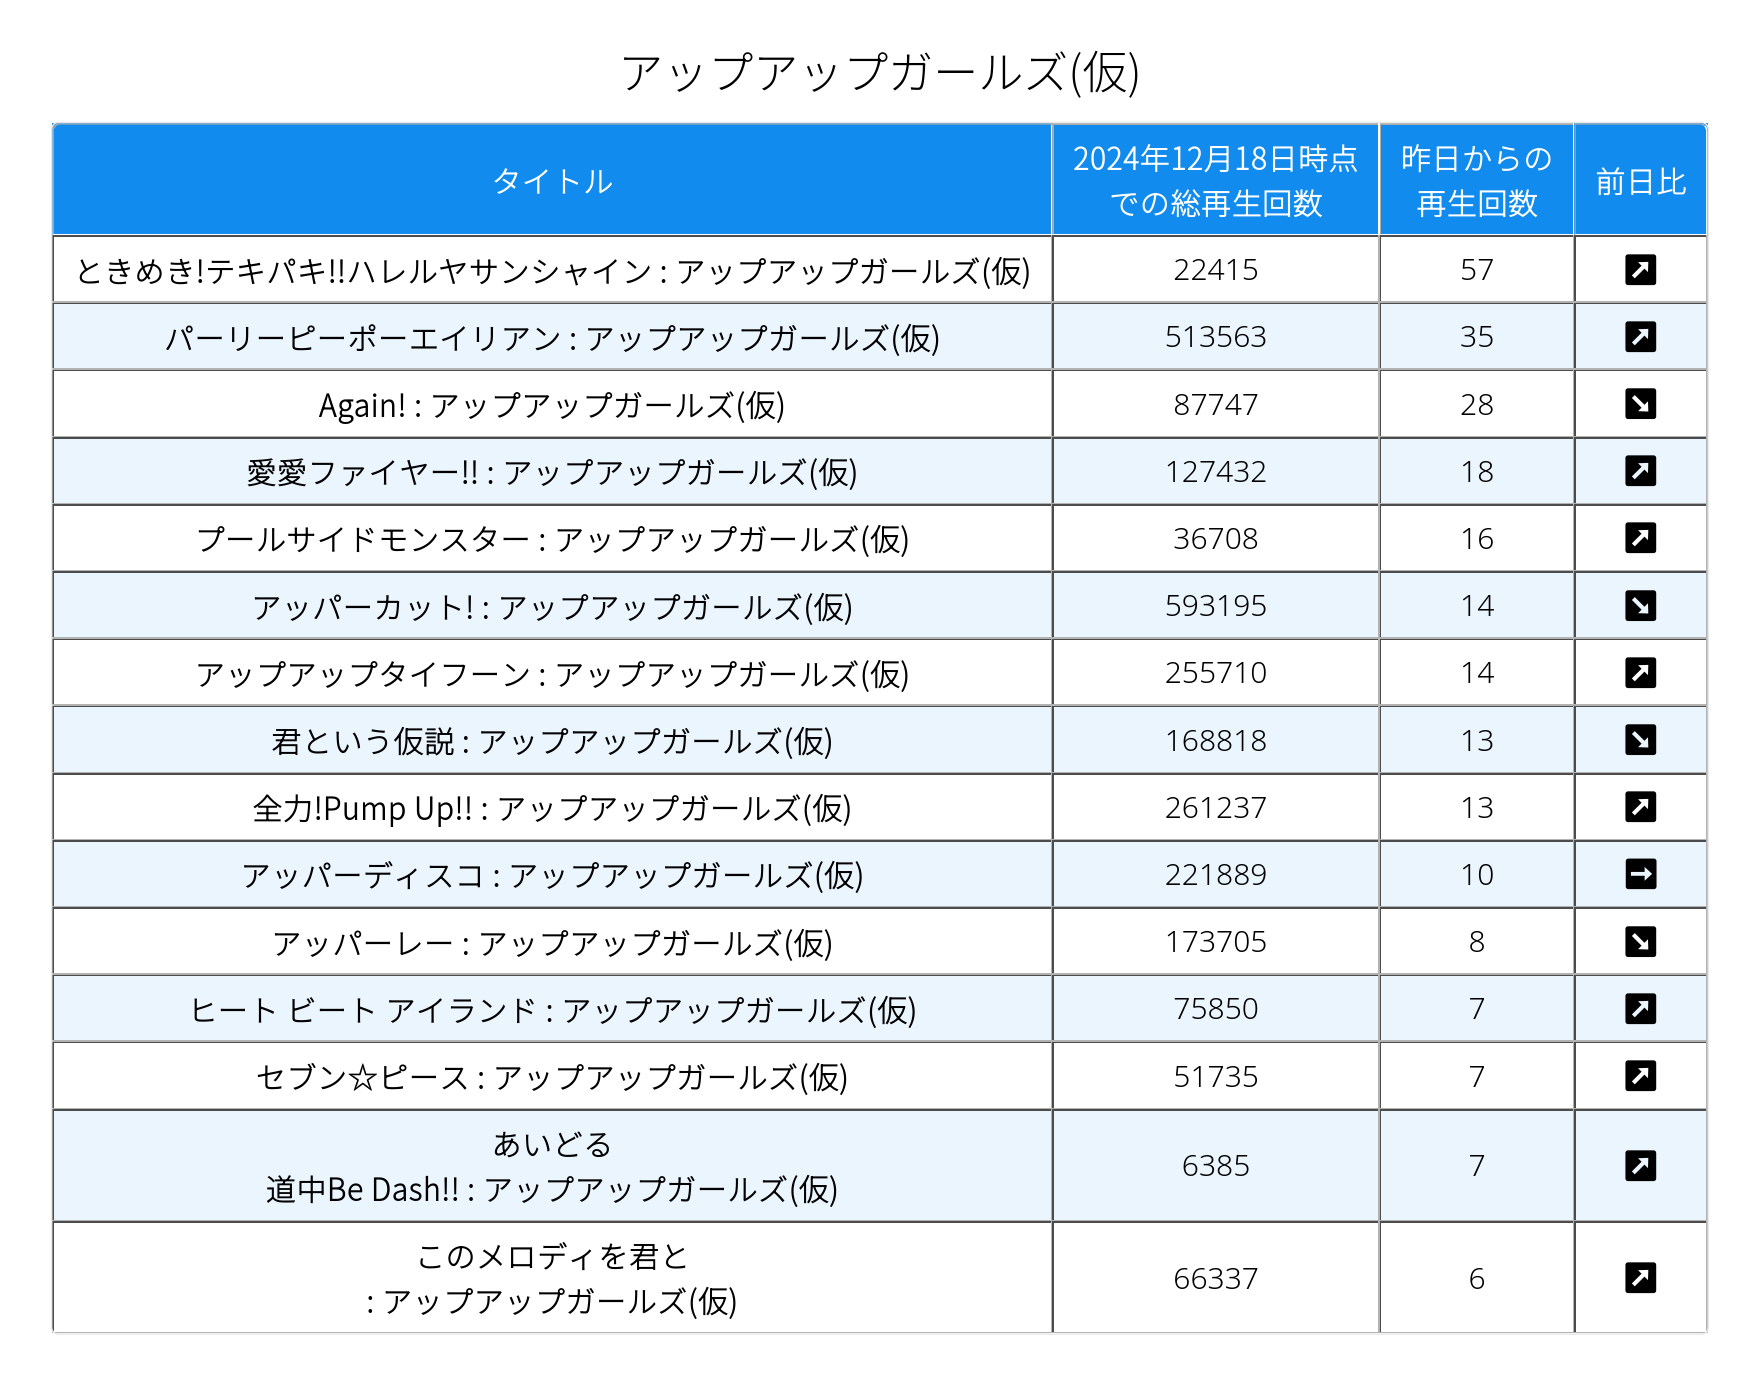 アップアップガールズ(仮)
タイトル
2024年12月18日時点
での総再生回数
昨日からの
再生回数
前日比
ときめき!テキパキ!!ハレルヤサンシャイン : アップアップガールズ(仮) 22415 57
パーリーピーポーエイリアン : アップアップガールズ(仮) 513563 35
Again! : アップアップガールズ(仮) 87747 28
愛愛ファイヤー!! : アップアップガールズ(仮) 127432 18
プールサイドモンスター : アップアップガールズ(仮) 36708 16
アッパーカット! : アップアップガールズ(仮) 593195 14
アップアップタイフーン : アップアップガールズ(仮) 255710 14
君という仮説 : アップアップガールズ(仮) 168818 13
全力!Pump Up!! : アップアップガールズ(仮) 261237 13
アッパーディスコ : アップアップガールズ(仮) 221889 10
アッパーレー : アップアップガールズ(仮) 173705 8
ヒート ビート アイランド : アップアップガールズ(仮) 75850 7
セブン☆ピース : アップアップガールズ(仮) 51735 7
あいどる
道中Be Dash!! : アップアップガールズ(仮) 6385 7
このメロディを君と
: アップアップガールズ(仮) 66337 6